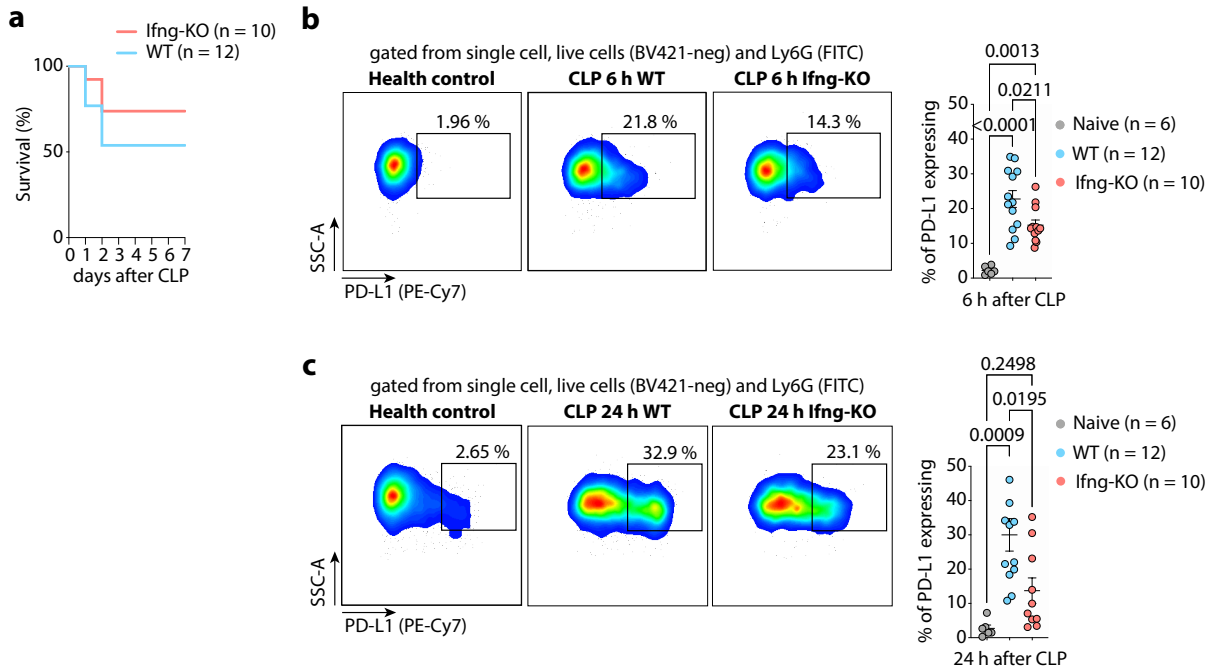 a
Ifng-KO (n = 10)
WT (n = 12)
100
50
0
Survival (%)
0 1 2 3 4 5 6 7
days after CLP
b
gated from single cell, live cells (BV421-neg) and Ly6G (FITC)
Health control
CLP 6 h WT
CLP 6 h Ifng-KO
1.96 %
21.8 %
14.3 %
SSC-A
PD-L1 (PE-Cy7)
0.0013
0.0211
<0.0001
50
40
30
20
10
0
% of PD-L1 expressing
6 h after CLP
Naive (n = 6)
WT (n = 12)
Ifng-KO (n = 10)
c
gated from single cell, live cells (BV421-neg) and Ly6G (FITC)
Health control
CLP 24 h WT
CLP 24 h Ifng-KO
2.65 %
32.9 %
23.1 %
SSC-A
PD-L1 (PE-Cy7)
0.2498
0.0195
0.0009
50
40
30
20
10
0
% of PD-L1 expressing
24 h after CLP
Naive (n = 6)
WT (n = 12)
Ifng-KO (n = 10)